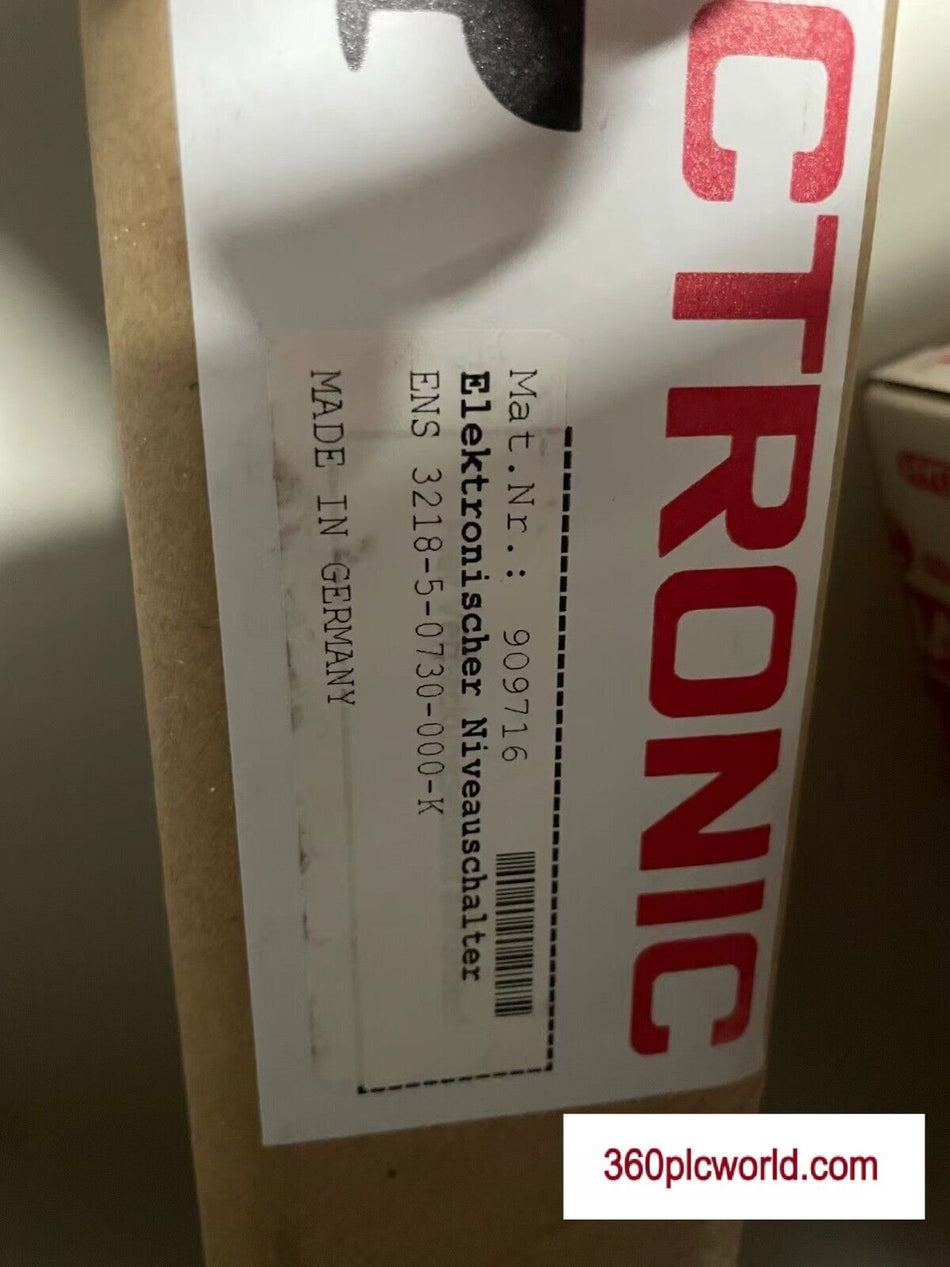 CTRONIC
Mat.Nr.: 909716
Elektronischer Niveauschalter
ENS 3218-5-0730-000-K
MADE IN GERMANY
360plcworld.com